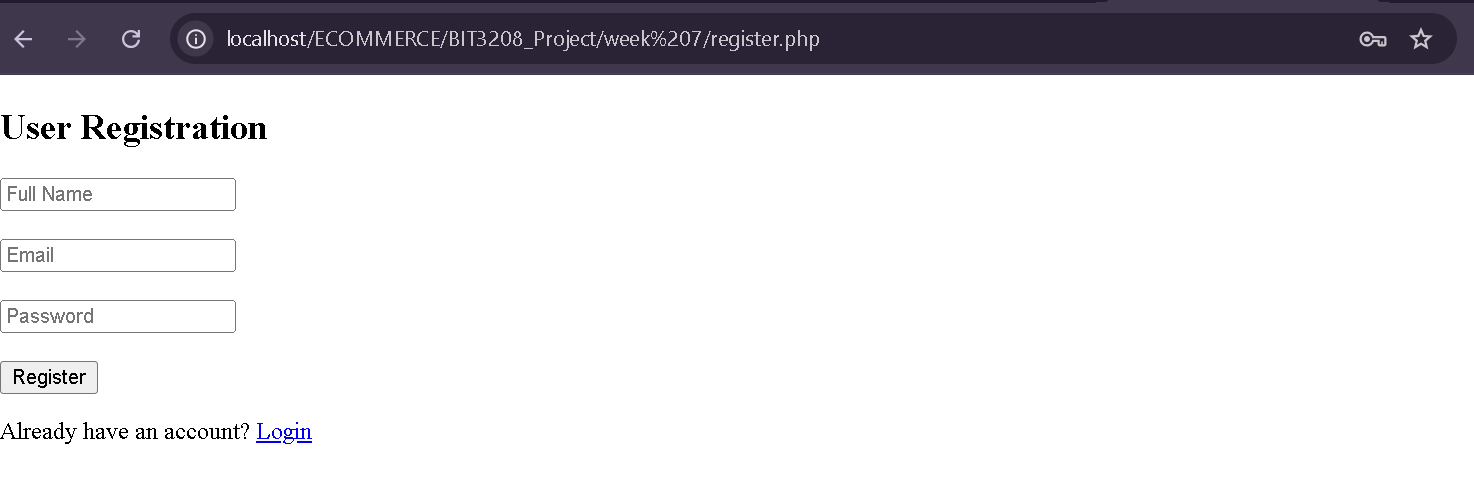 localhost/ECOMMERCE/BIT3208_Project/week%207/register.php
User Registration
Full Name
Email
Password
Register
Already have an account? Login